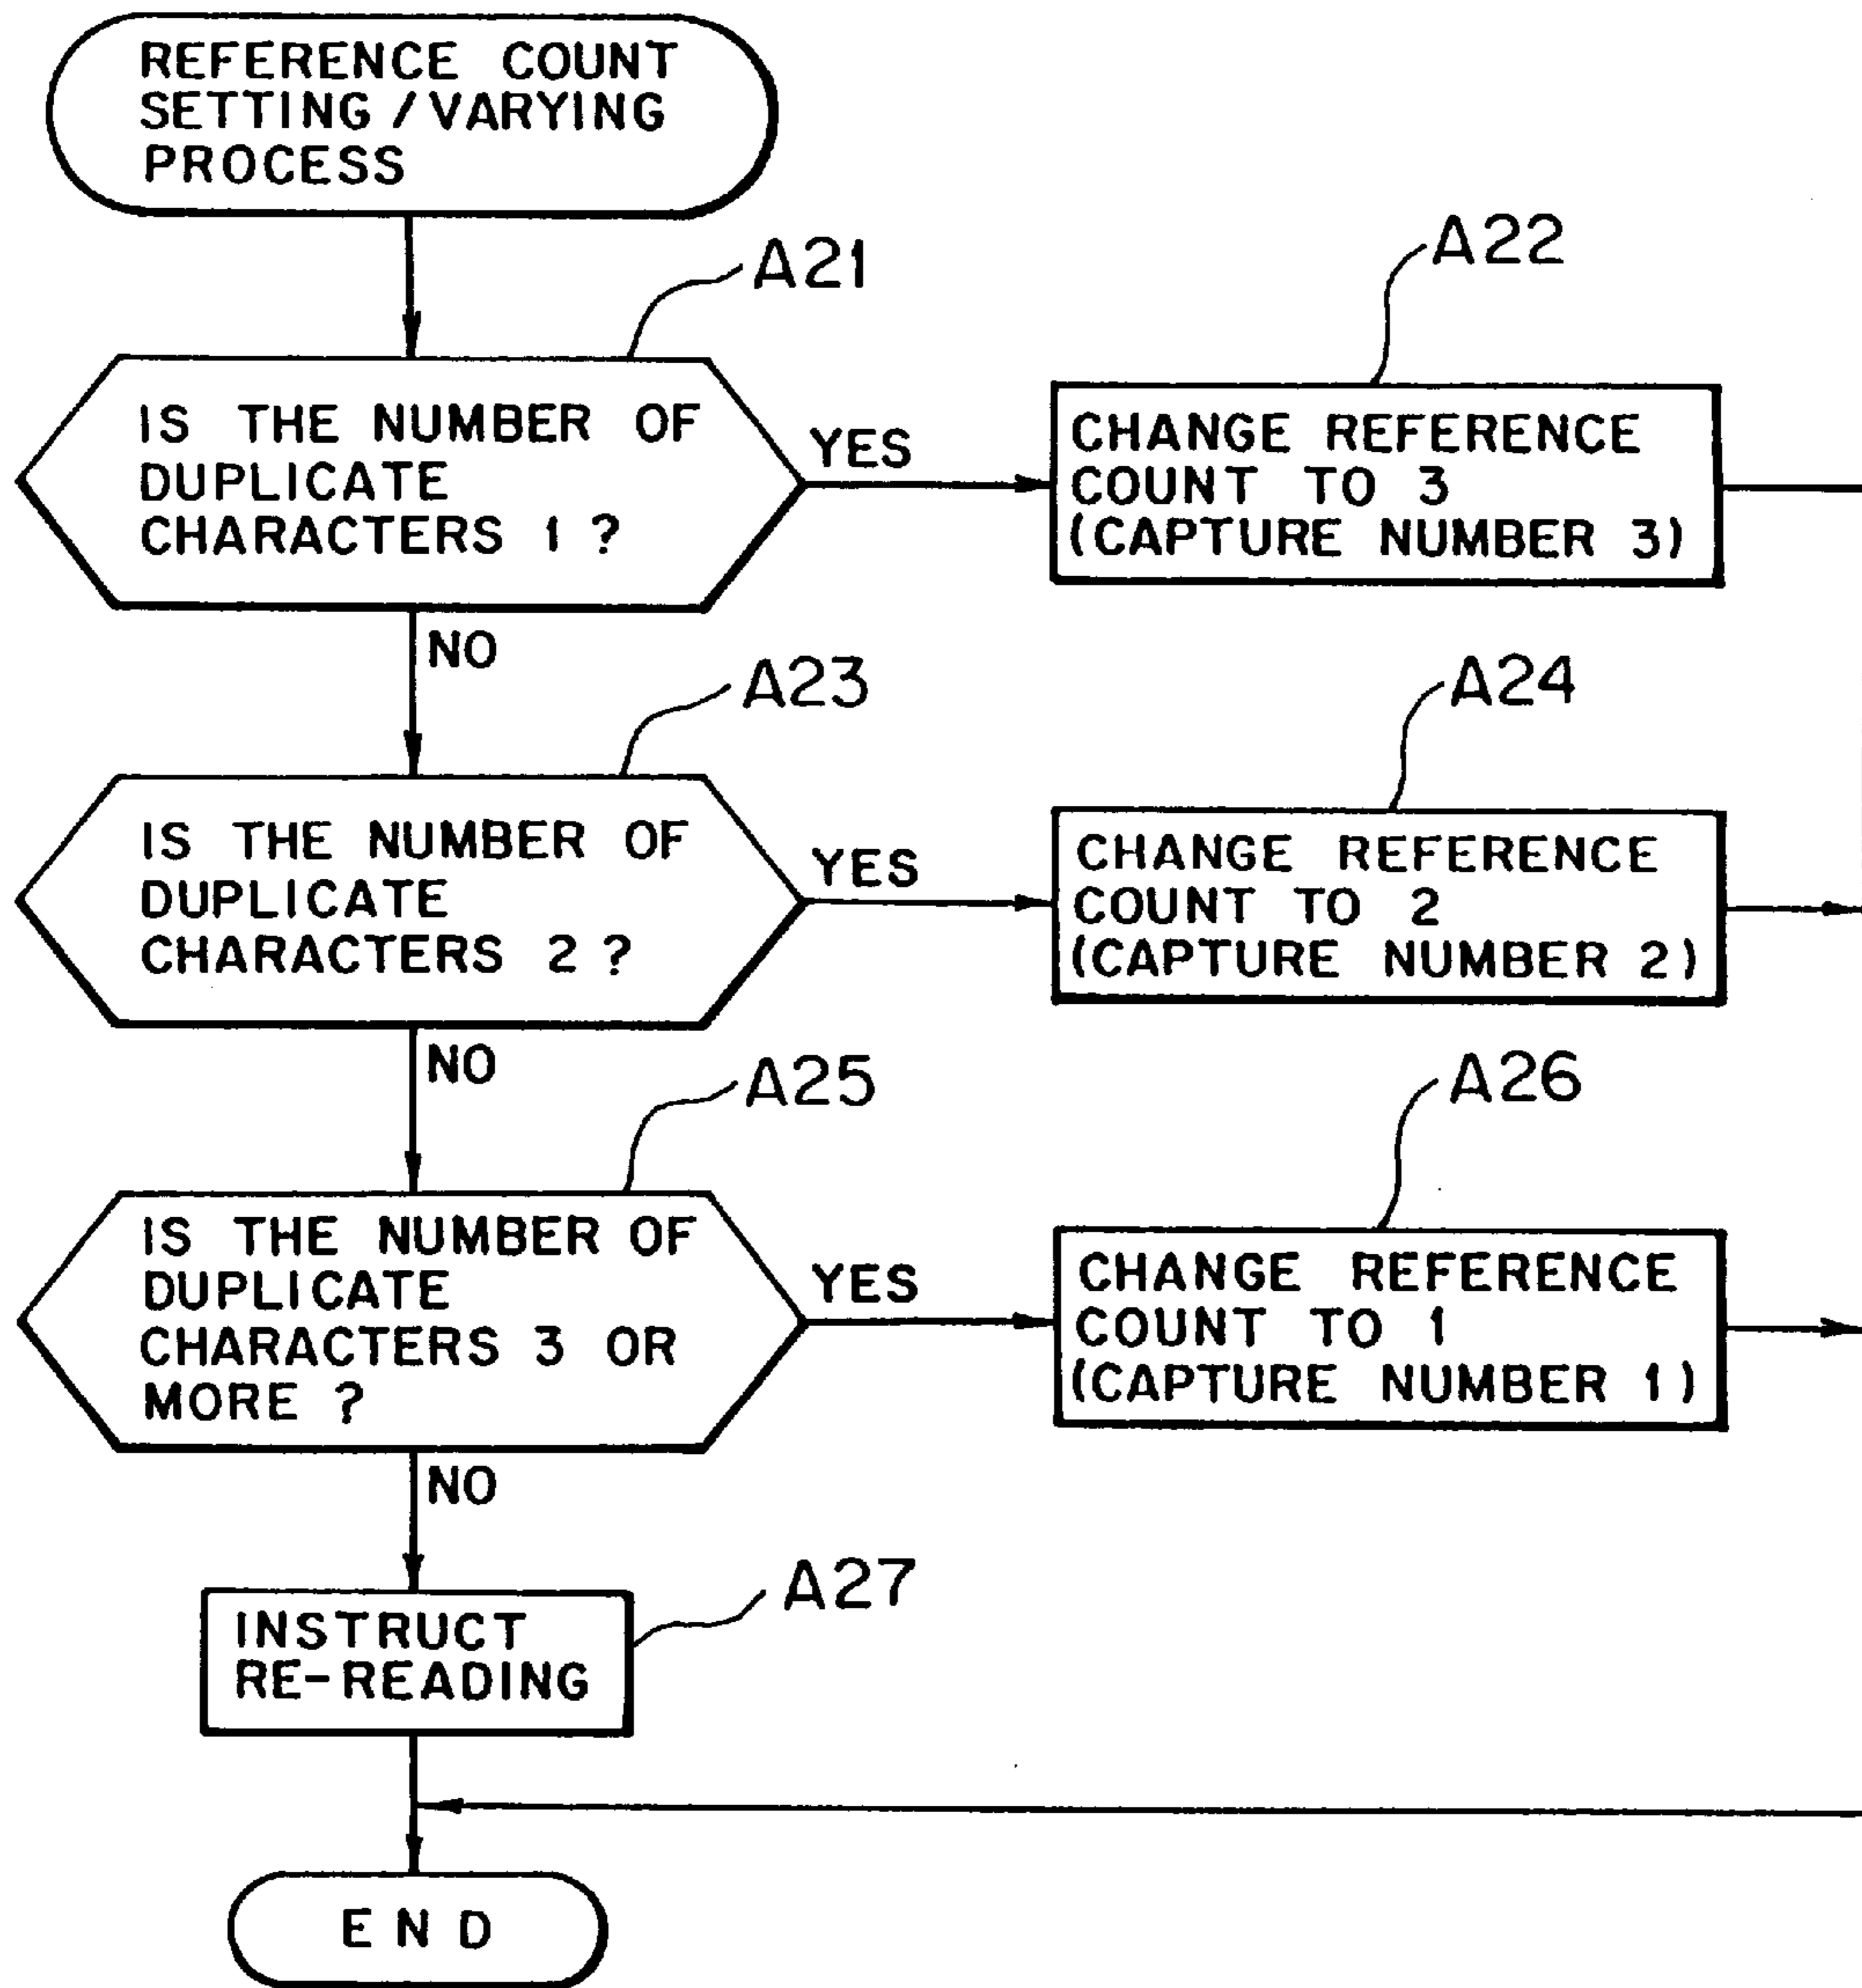 REFERENCE COUNT
SETTING/VARYING
PROCESS
A21
IS THE NUMBER OF
DUPLICATE
CHARACTERS 1 ?
YES
NO
A22
CHANGE REFERENCE
COUNT TO 3
(CAPTURE NUMBER 3)
A23
IS THE NUMBER OF
DUPLICATE
CHARACTERS 2 ?
YES
NO
A24
CHANGE REFERENCE
COUNT TO 2
(CAPTURE NUMBER 2)
A25
IS THE NUMBER OF
DUPLICATE
CHARACTERS 3 OR
MORE ?
YES
NO
A26
CHANGE REFERENCE
COUNT TO 1
(CAPTURE NUMBER 1)
A27
INSTRUCT
RE-READING
END